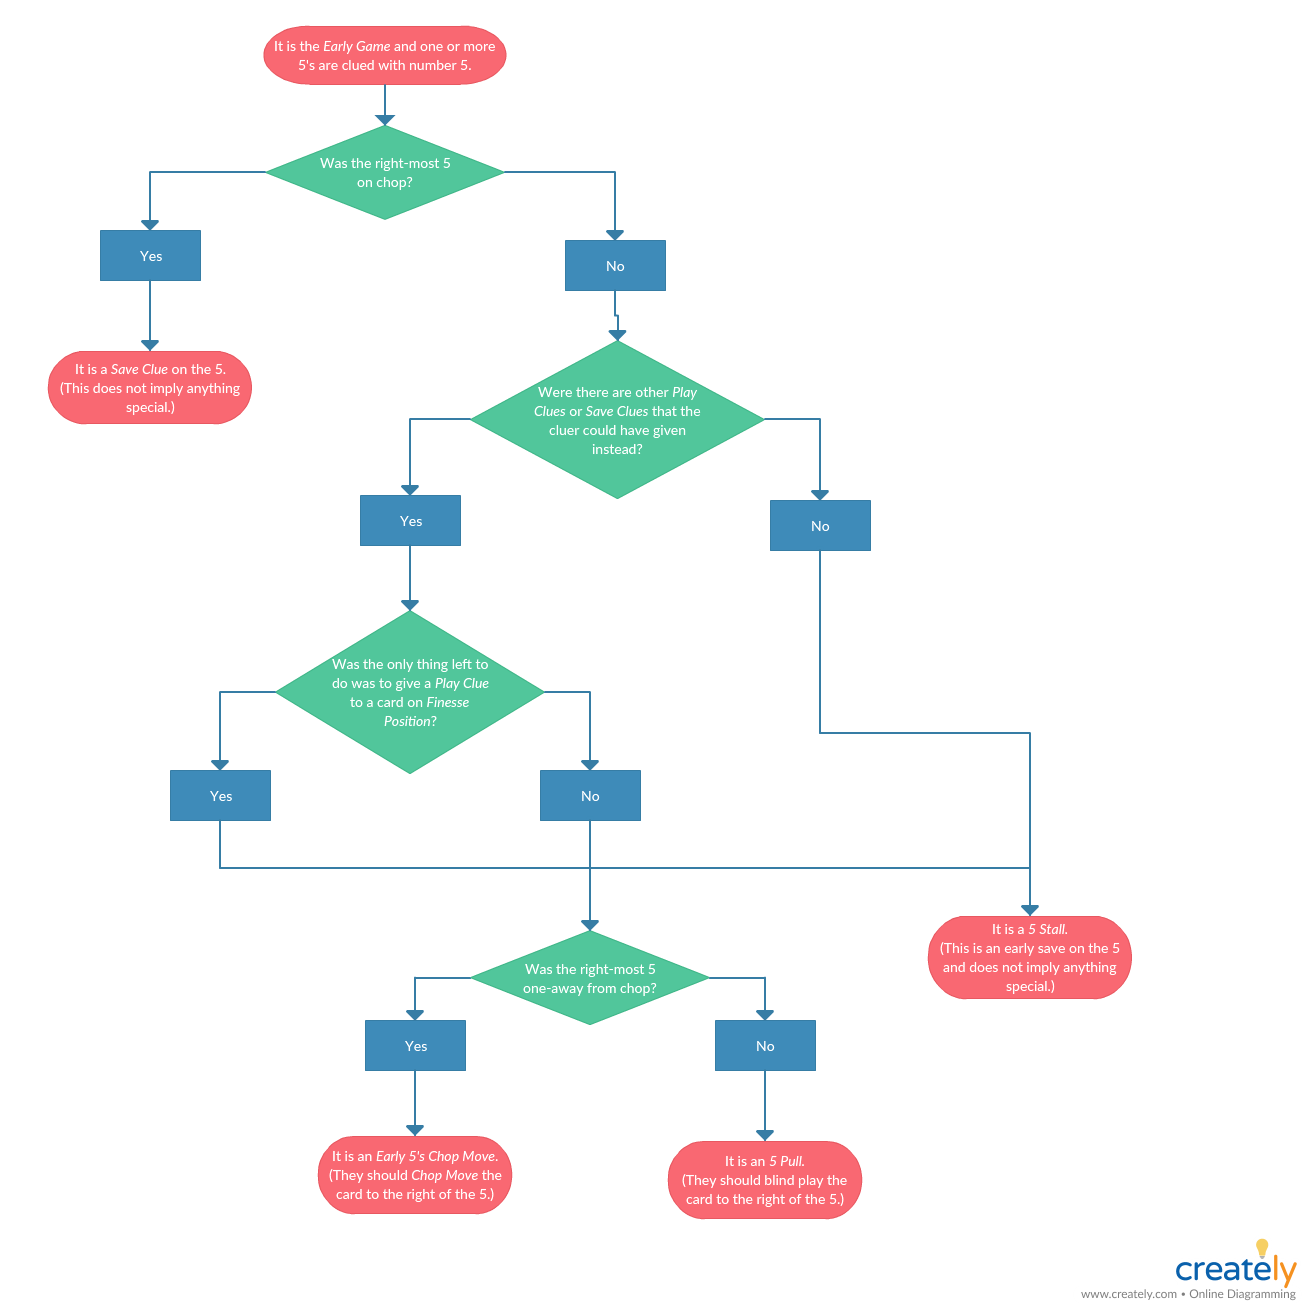 It is the Early Game and one or more
5's are clued with number 5.
Was the right-most 5
on chop?
Yes
No
It is a Save Clue on the 5.
(This does not imply anything
special.)
Were there are other Play
Clues or Save Clues that the
cluer could have given
instead?
Yes
No
Was the only thing left to
do was to give a Play Clue
to a card on Finesse
Position?
Yes
No
It is a 5 Stall.
(This is an early save on the 5
and does not imply anything
special.)
Was the right-most 5
one-away from chop?
Yes
No
It is an Early 5's Chop Move.
(They should Chop Move the
card to the right of the 5.)
It is an 5 Pull.
(They should blind play the
card to the right of the 5.)
creately
www.creately.com • Online Diagramming